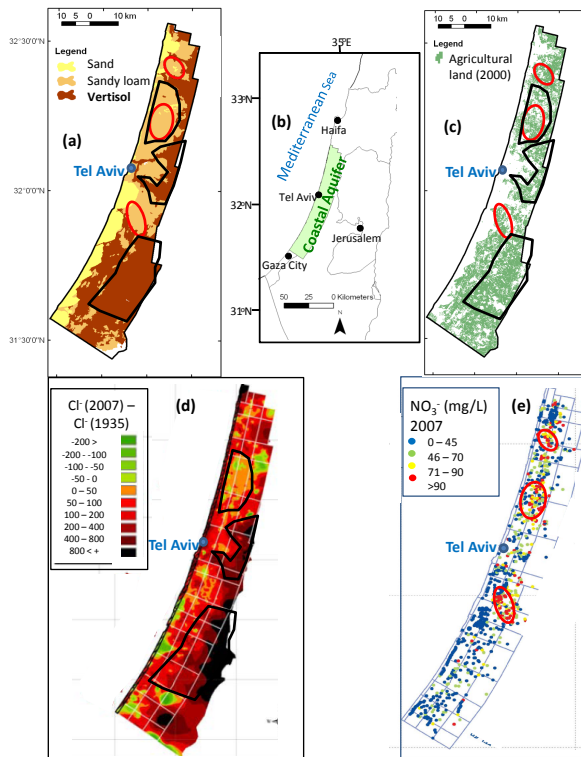 10 5 0 10 km
32°30'0"N
Legend
Sand
Sandy loam
Vertisol
(a)
Tel Aviv
32°0'0"N
31°30'0"N
35°E
Mediterranean Sea
33°N
(b)
Haifa
Tel Aviv
32°N
Coastal Aquifer
Jerusalem
Gaza City
31°N
50 25 0 50 Kilometers
N
10 5 0 10 km
Legend
Agricultural
land (2000)
(c)
Tel Aviv
Cl⁻ (2007) –
Cl⁻ (1935)
-200 >
-200 - -100
-100 - -50
-50 0
0 – 50
50 – 100
100 – 200
200 – 400
400 – 800
800 < +
(d)
Tel Aviv
NO₃⁻ (mg/L)
2007
0 – 45
46 – 70
71 – 90
>90
(e)
Tel Aviv